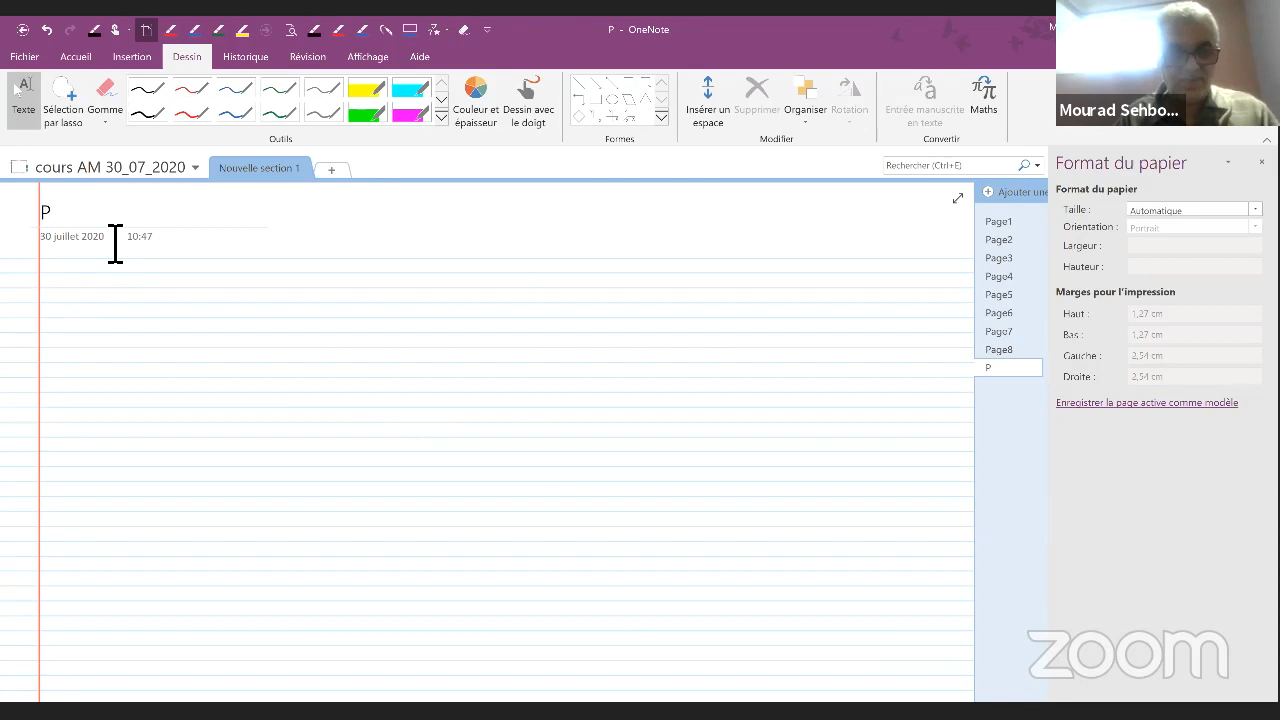 P - OneNote
M
Fichier Accueil Insertion Dessin Historique Révision Affichage Aide
Texte
Sélection par lasso
Gomme
Couleur et épaisseur
Dessin avec le doigt
Insérer un espace
Supprimer
Organiser
Rotation
Entrée manuscrite en texte
Maths
Outils
Formes
Modifier
Convertir
Mourad Sehbo...
cours AM 30_07_2020
Nouvelle section 1
+
Rechercher (Ctrl+E)
P
30 juillet 2020 10:47
Ajouter une
Page1
Page2
Page3
Page4
Page5
Page6
Page7
Page8
P
Format du papier
Format du papier
Taille : Automatique
Orientation : Portrait
Largeur :
Hauteur :
Marges pour l'impression
Haut : 1,27 cm
Bas : 1,27 cm
Gauche : 2,54 cm
Droite : 2,54 cm
Enregistrer la page active comme modèle
zoom